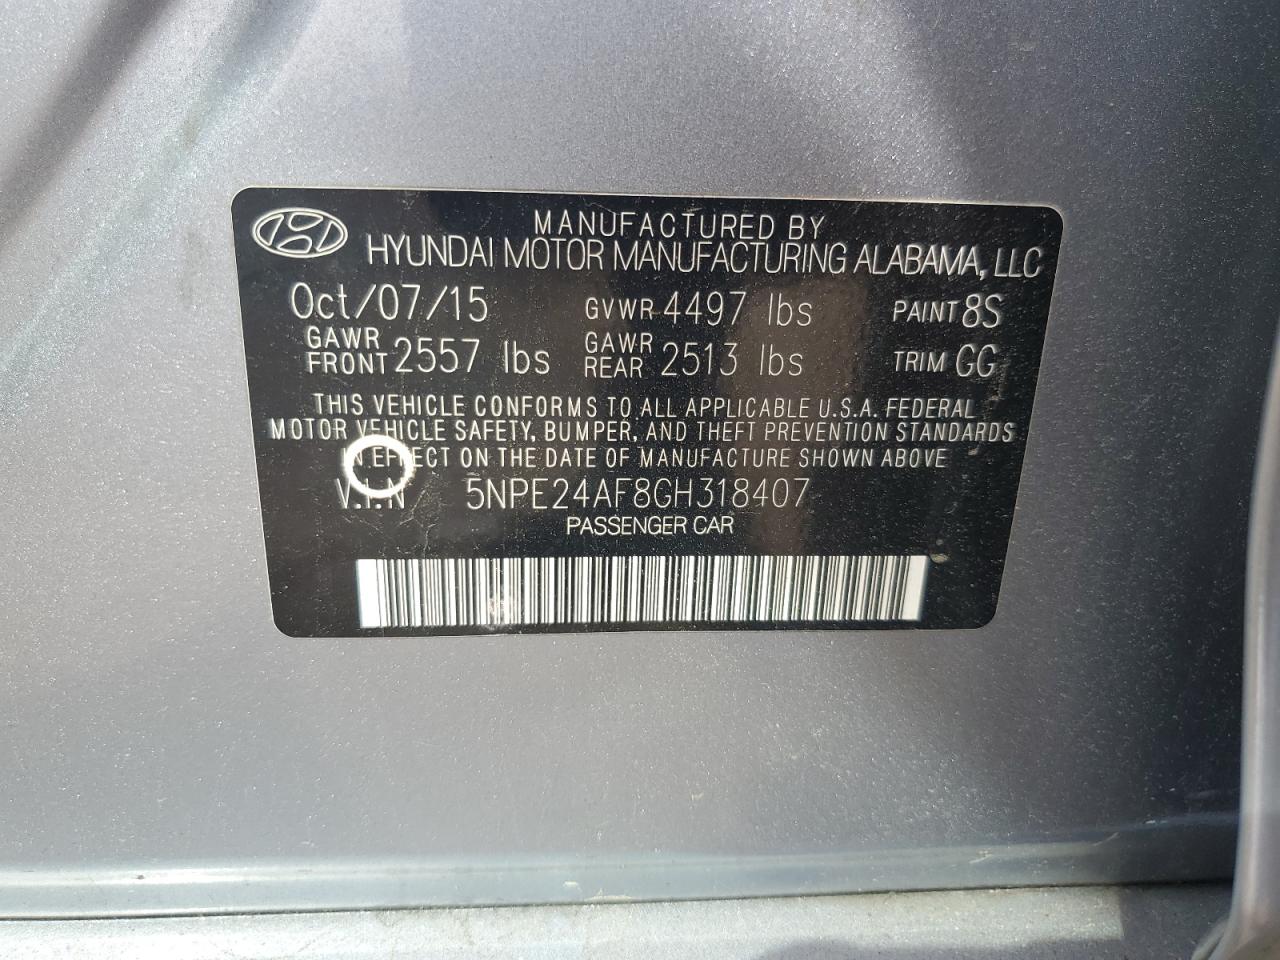 MANUFACTURED BY
HYUNDAI MOTOR MANUFACTURING ALABAMA, LLC
Oct/07/15 GVWR 4497 lbs PAINT 8S
GAWR FRONT 2557 lbs GAWR REAR 2513 lbs TRIM GG
THIS VEHICLE CONFORMS TO ALL APPLICABLE U.S.A. FEDERAL
MOTOR VEHICLE SAFETY, BUMPER, AND THEFT PREVENTION STANDARDS
IN EFFECT ON THE DATE OF MANUFACTURE SHOWN ABOVE
V.I.N 5NPE24AF8GH318407
PASSENGER CAR